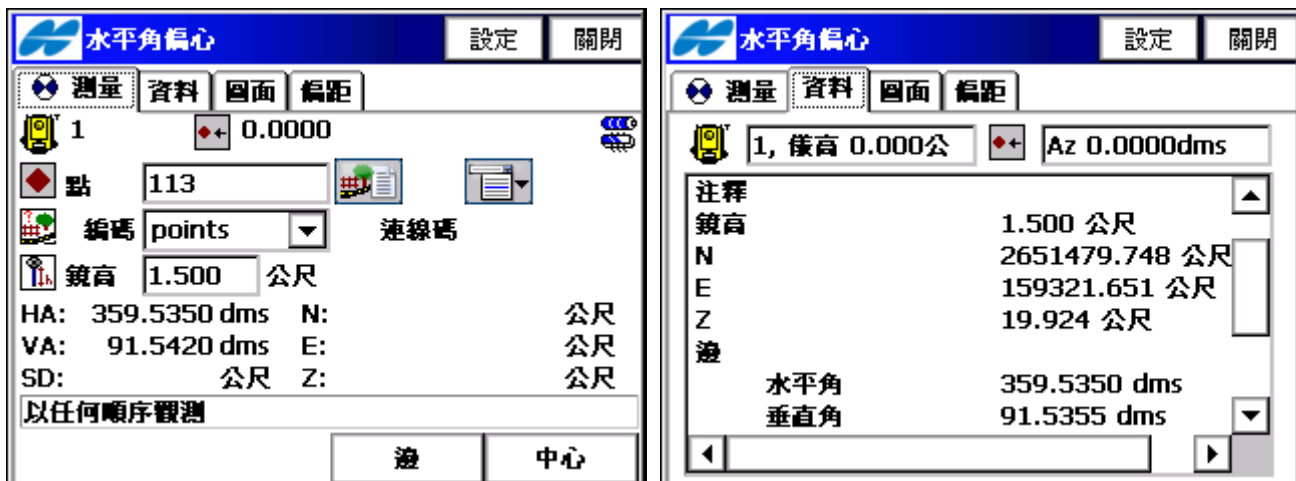 水平角偏心 設定 關閉
測量 資料 圖面 偏距
1 0.0000
點 113
編碼 points 連線碼
鏡高 1.500 公尺
HA: 359.5350 dms N: 公尺
VA: 91.5420 dms E: 公尺
SD: 公尺 Z: 公尺
以任何順序觀測
邊 中心
水平角偏心 設定 關閉
測量 資料 圖面 偏距
1, 儀高 0.000公 Az 0.0000dms
注釋
鏡高 1.500 公尺
N 2651479.748 公尺
E 159321.651 公尺
Z 19.924 公尺
邊
水平角 359.5350 dms
垂直角 91.5355 dms